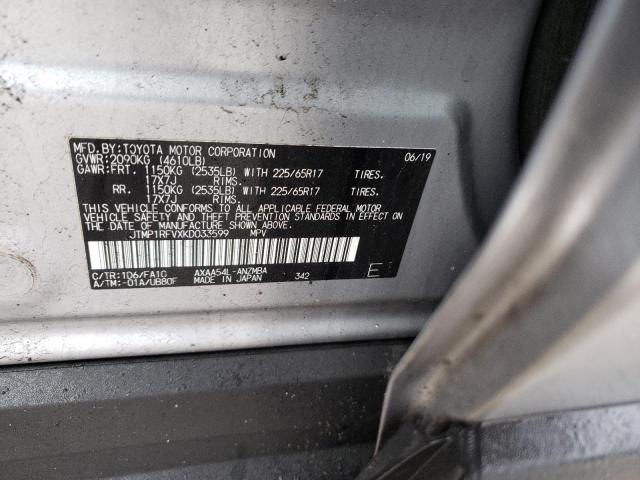 MFD.BY:TOYOTA MOTOR CORPORATION 06/19
GVWR:2090KG (4610LB)
GAWR:FRT. 1150KG (2535LB) WITH 225/65R17 TIRES.
17X7J RIMS.
RR. 1150KG (2535LB) WITH 225/65R17 TIRES.
17X7J RIMS.
THIS VEHICLE CONFORMS TO ALL APPLICABLE FEDERAL MOTOR
VEHICLE SAFETY AND THEFT PREVENTION STANDARDS IN EFFECT ON
THE DATE OF MANUFACTURE SHOWN ABOVE.
JTMP1RFVXKD033599 MPV
C/TR:1D6/FA10 AXAA54L-ANZMBA
A/TM:-01A/UB80F MADE IN JAPAN 342 E